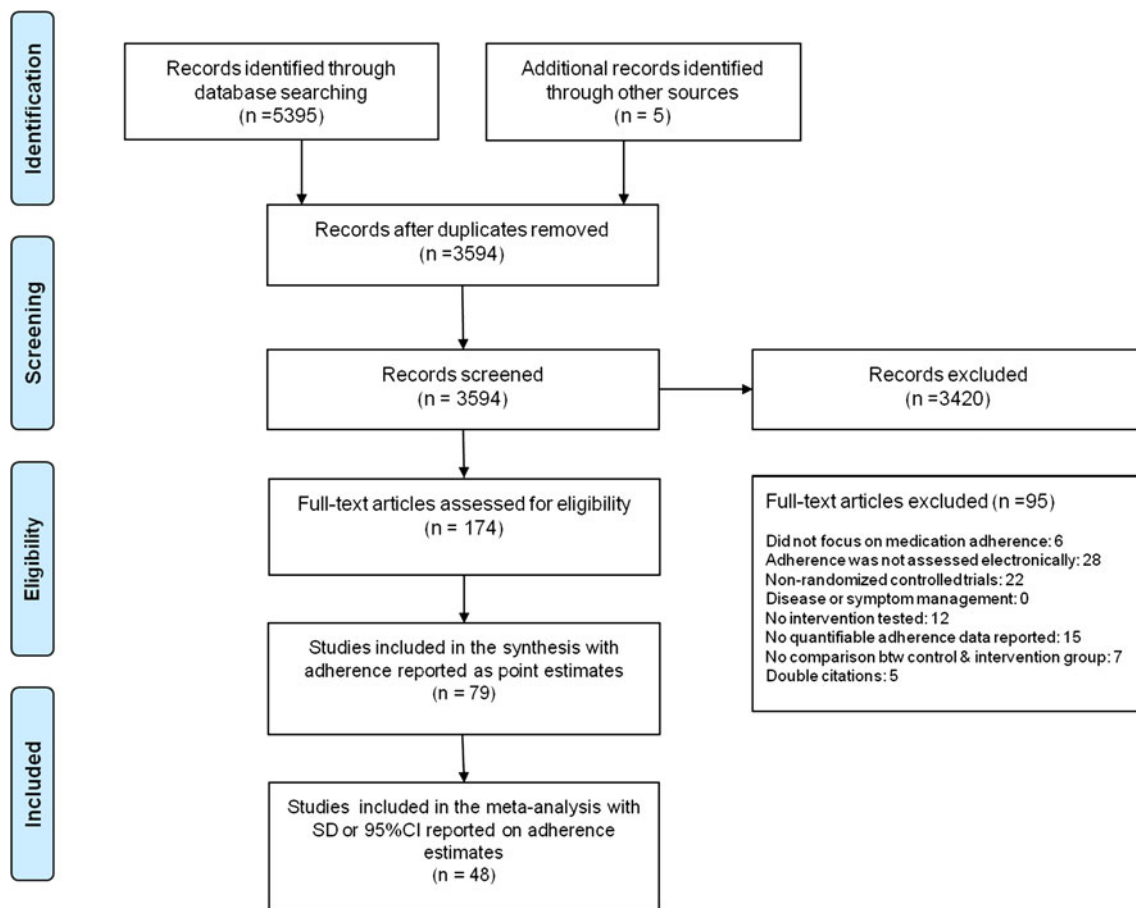 Identification
Records identified through
database searching
(n =5395)
Additional records identified
through other sources
(n = 5)
Records after duplicates removed
(n =3594)
Screening
Records screened
(n = 3594)
Records excluded
(n =3420)
Eligibility
Full-text articles assessed for eligibility
(n = 174)
Full-text articles excluded (n =95)
Did not focus on medication adherence: 6
Adherence was not assessed electronically: 28
Non-randomized controlled trials: 22
Disease or symptom management: 0
No intervention tested: 12
No quantifiable adherence data reported: 15
No comparison btw control & intervention group: 7
Double citations: 5
Studies included in the synthesis with
adherence reported as point estimates
(n = 79)
Included
Studies included in the meta-analysis with
SD or 95%CI reported on adherence
estimates
(n = 48)